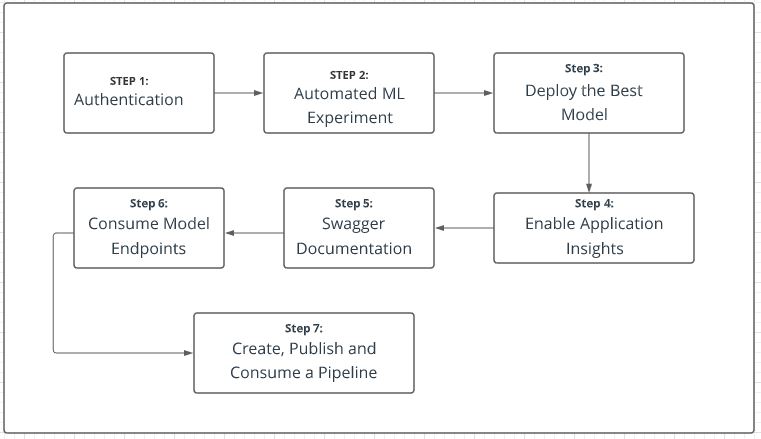 STEP 1:
Authentication
STEP 2:
Automated ML
Experiment
Step 3:
Deploy the Best
Model
Step 4:
Enable Application
Insights
Step 5:
Swagger
Documentation
Step 6:
Consume Model
Endpoints
Step 7:
Create, Publish and
Consume a Pipeline